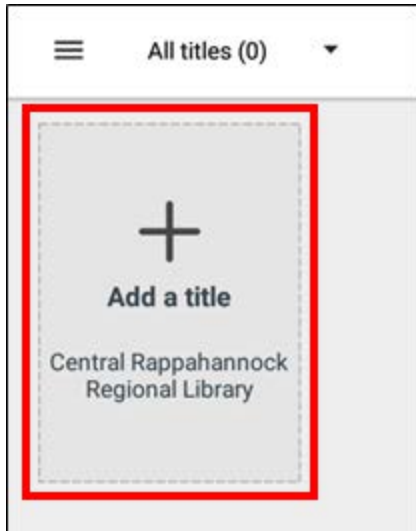 All titles (0)
Add a title
Central Rappahannock
Regional Library